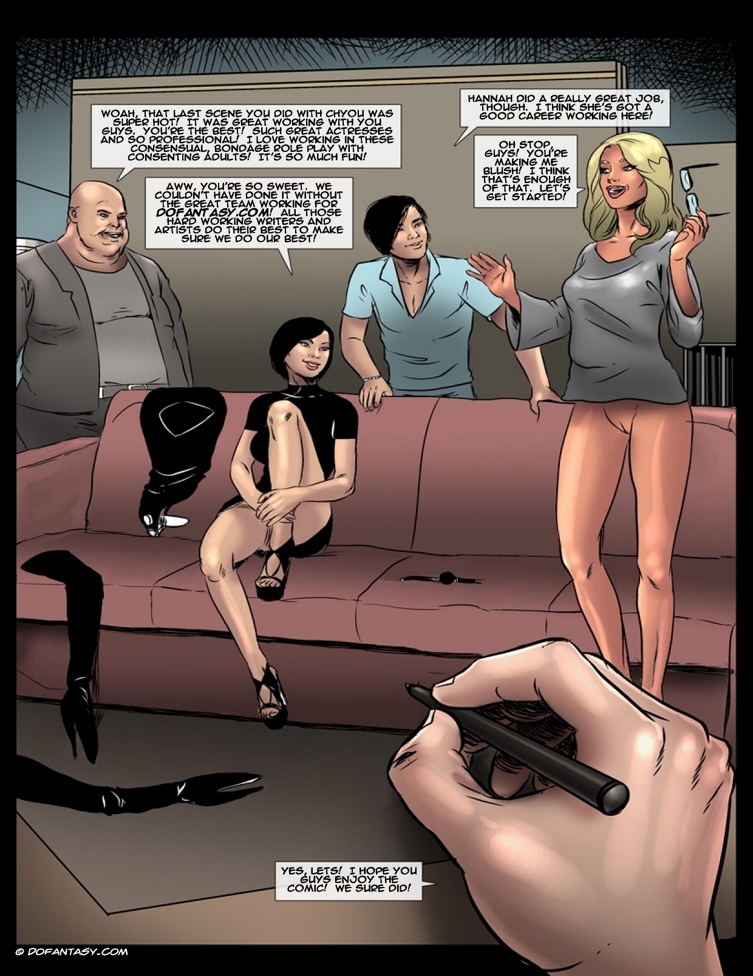 WOAH, THAT LAST SCENE YOU DID WITH CHYOU WAS
SUPER HOT! IT WAS GREAT WORKING WITH YOU
GUYS. YOU'RE THE BEST! SUCH GREAT ACTRESSES
AND SO PROFESSIONAL. I LOVE WORKING IN THESE
CONSENSUAL, BONDAGE ROLE PLAY WITH
CONSENTING ADULTS! IT'S SO MUCH FUN!
HANNAH DID A REALLY GREAT JOB,
THOUGH. I THINK SHE'S GOT A
GOOD CAREER WORKING HERE!
AWW, YOU'RE SO SWEET. WE
COULDN'T HAVE DONE IT WITHOUT
THE GREAT TEAM WORKING FOR
DOFANTASY.COM! ALL THOSE
HARD WORKING WRITERS AND
ARTISTS DO THEIR BEST TO MAKE
SURE WE DO OUR BEST!
OH STOP,
GUYS! YOU'RE
MAKING ME
BLUSH! I THINK
THAT'S ENOUGH
OF THAT. LET'S
GET STARTED!
YES, LETS! I HOPE YOU
GUYS ENJOY THE
COMIC! WE SURE DID!
© DOFANTASY.COM